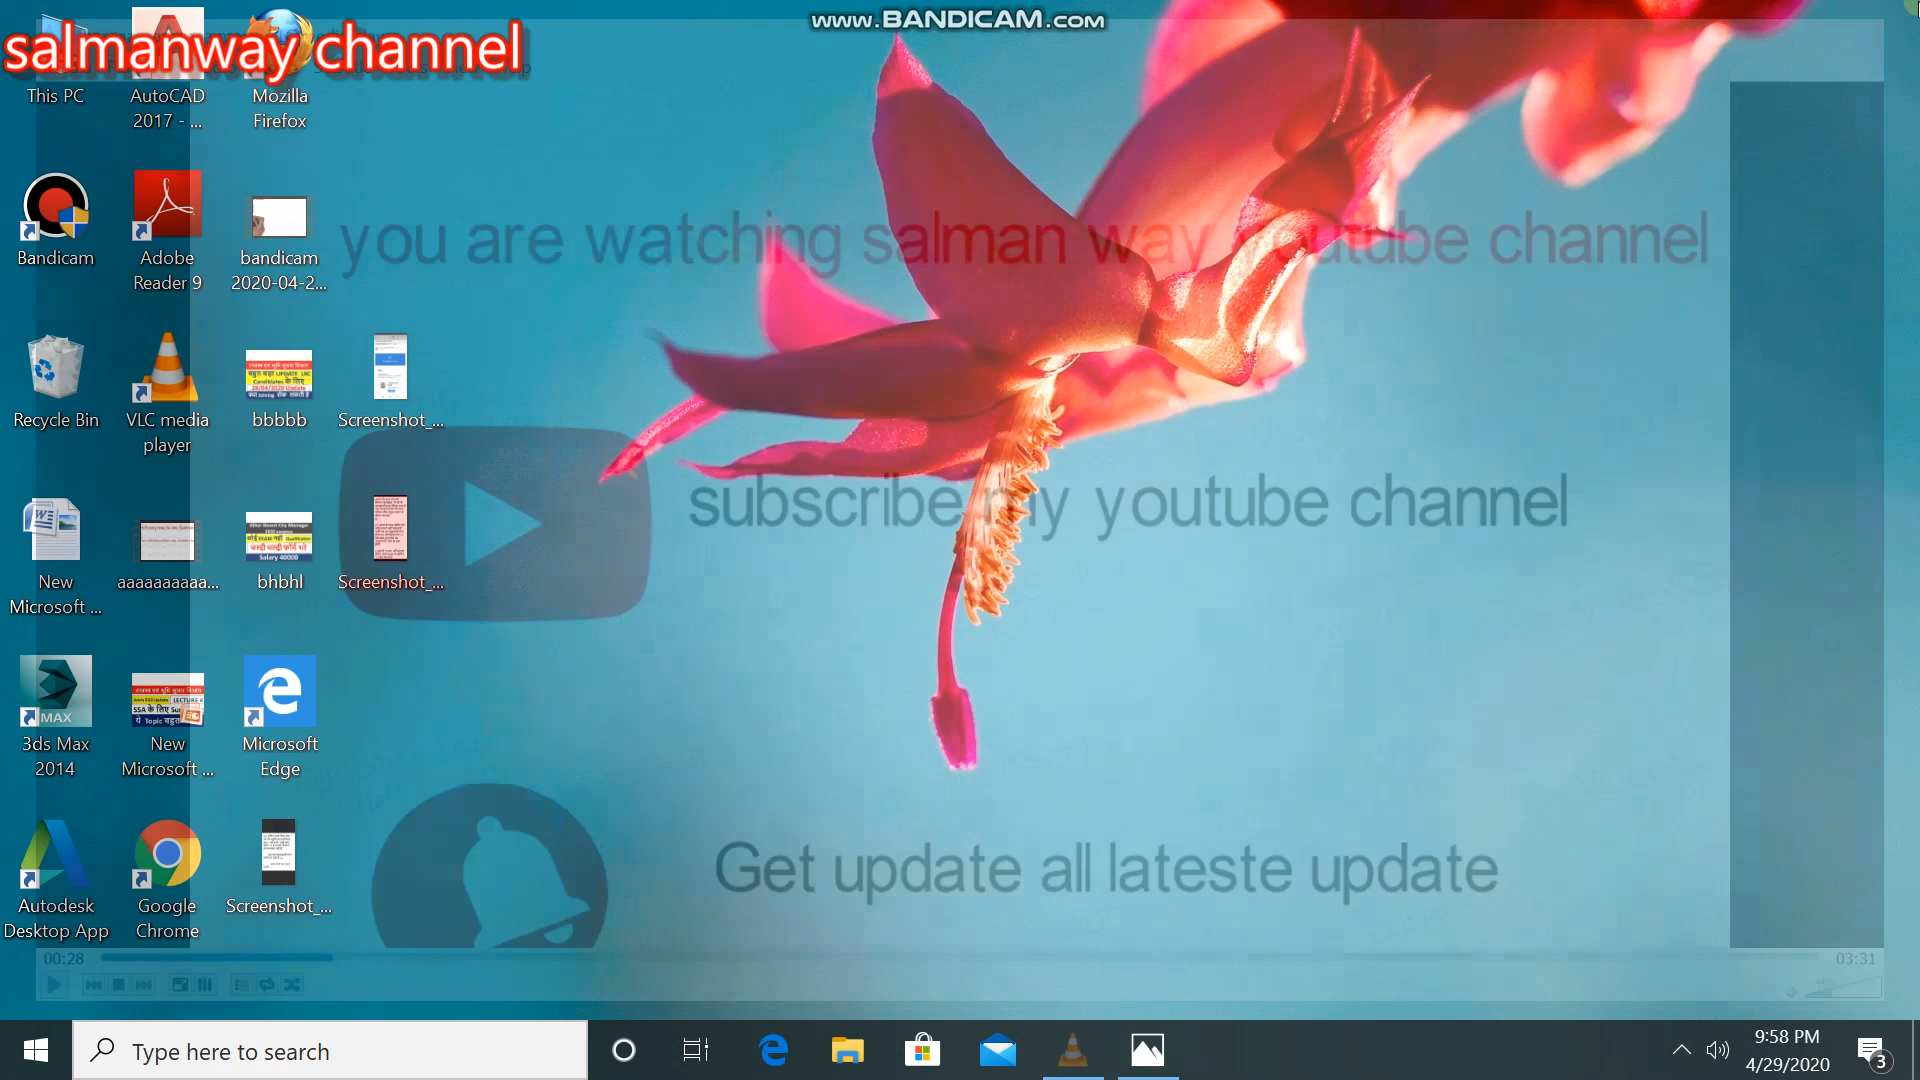 www.BANDICAM.com
salmanway channel
This PC
AutoCAD
2017 - ...
Mozilla
Firefox
Bandicam
Adobe
Reader 9
bandicam
2020-04-2...
you are watching salman way youtube channel
Recycle Bin
VLC media
player
bbbbb
Screenshot_...
subscribe my youtube channel
New
Microsoft ...
aaaaaaaaaa...
bhbhl
Screenshot_...
MAX
3ds Max
2014
New
Microsoft ...
Microsoft
Edge
Get update all lateste update
Autodesk
Desktop App
Google
Chrome
Screenshot_...
00:28
03:31
Type here to search
9:58 PM
4/29/2020
3